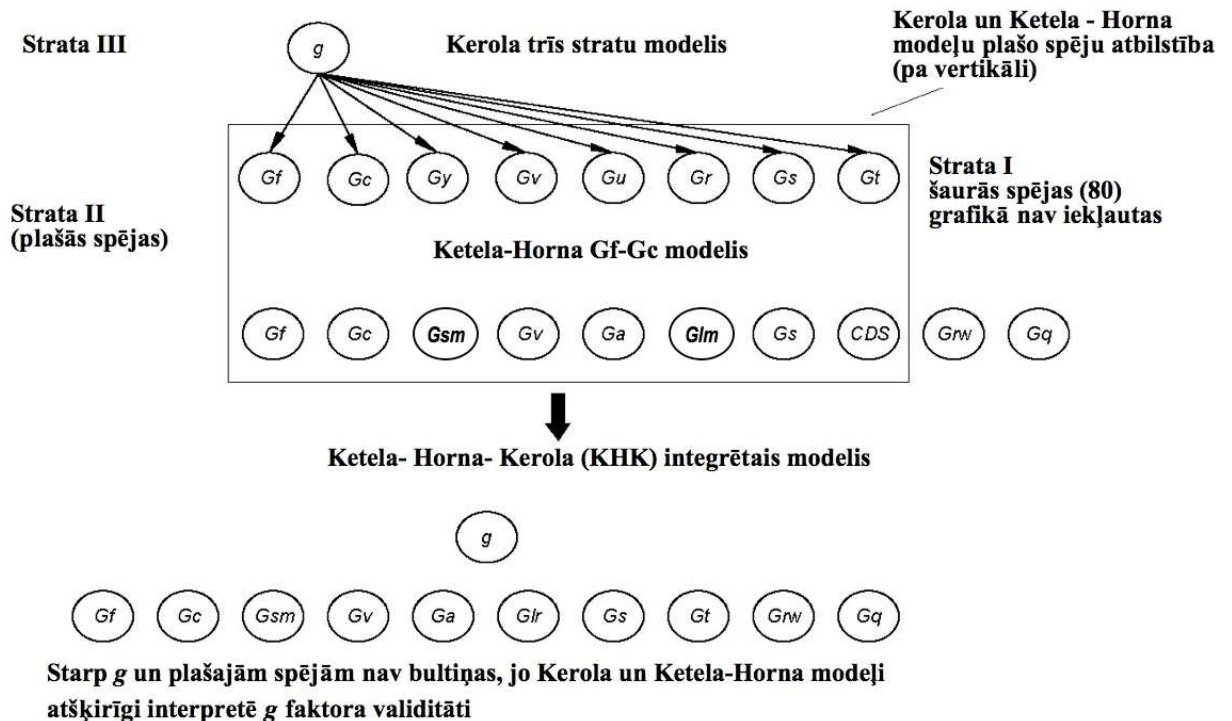 Strata III
g
Kerola trīs stratu modelis
Kerola un Ketela - Horna
modeļu plašo spēju atbilstība
(pa vertikāli)
Gf Gc Gy Gv Gu Gr Gs Gt
Strata I
šaurās spējas (80)
grafikā nav iekļautas
Strata II
(plašās spējas)
Ketela-Horna Gf-Gc modelis
Gf Gc Gsm Gv Ga Glm Gs CDS Grw Gq
Ketela- Horna- Kerola (KHK) integrētais modelis
g
Gf Gc Gsm Gv Ga Glr Gs Gt Grw Gq
Starp g un plašajām spējām nav bultiņas, jo Kerola un Ketela-Horna modeļi
atšķirīgi interpretē g faktora validitāti